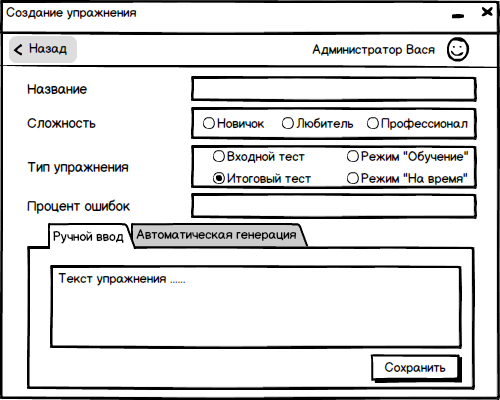 Создание упражнения
Назад
Администратор Вася
Название
Сложность
Новичок
Любитель
Профессионал
Тип упражнения
Входной тест
Режим "Обучение"
Итоговый тест
Режим "На время"
Процент ошибок
Ручной ввод
Автоматическая генерация
Текст упражнения ......
Сохранить